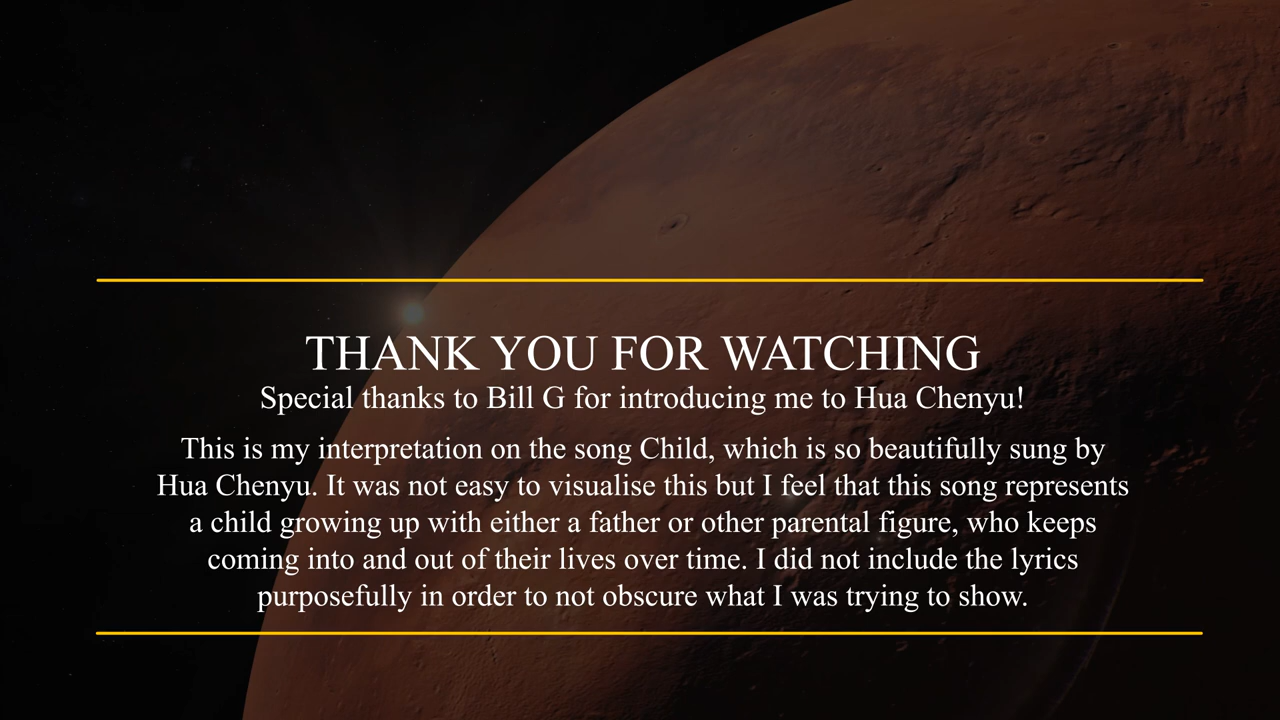 THANK YOU FOR WATCHING
Special thanks to Bill G for introducing me to Hua Chenyu!
This is my interpretation on the song Child, which is so beautifully sung by
Hua Chenyu. It was not easy to visualise this but I feel that this song represents
a child growing up with either a father or other parental figure, who keeps
coming into and out of their lives over time. I did not include the lyrics
purposefully in order to not obscure what I was trying to show.